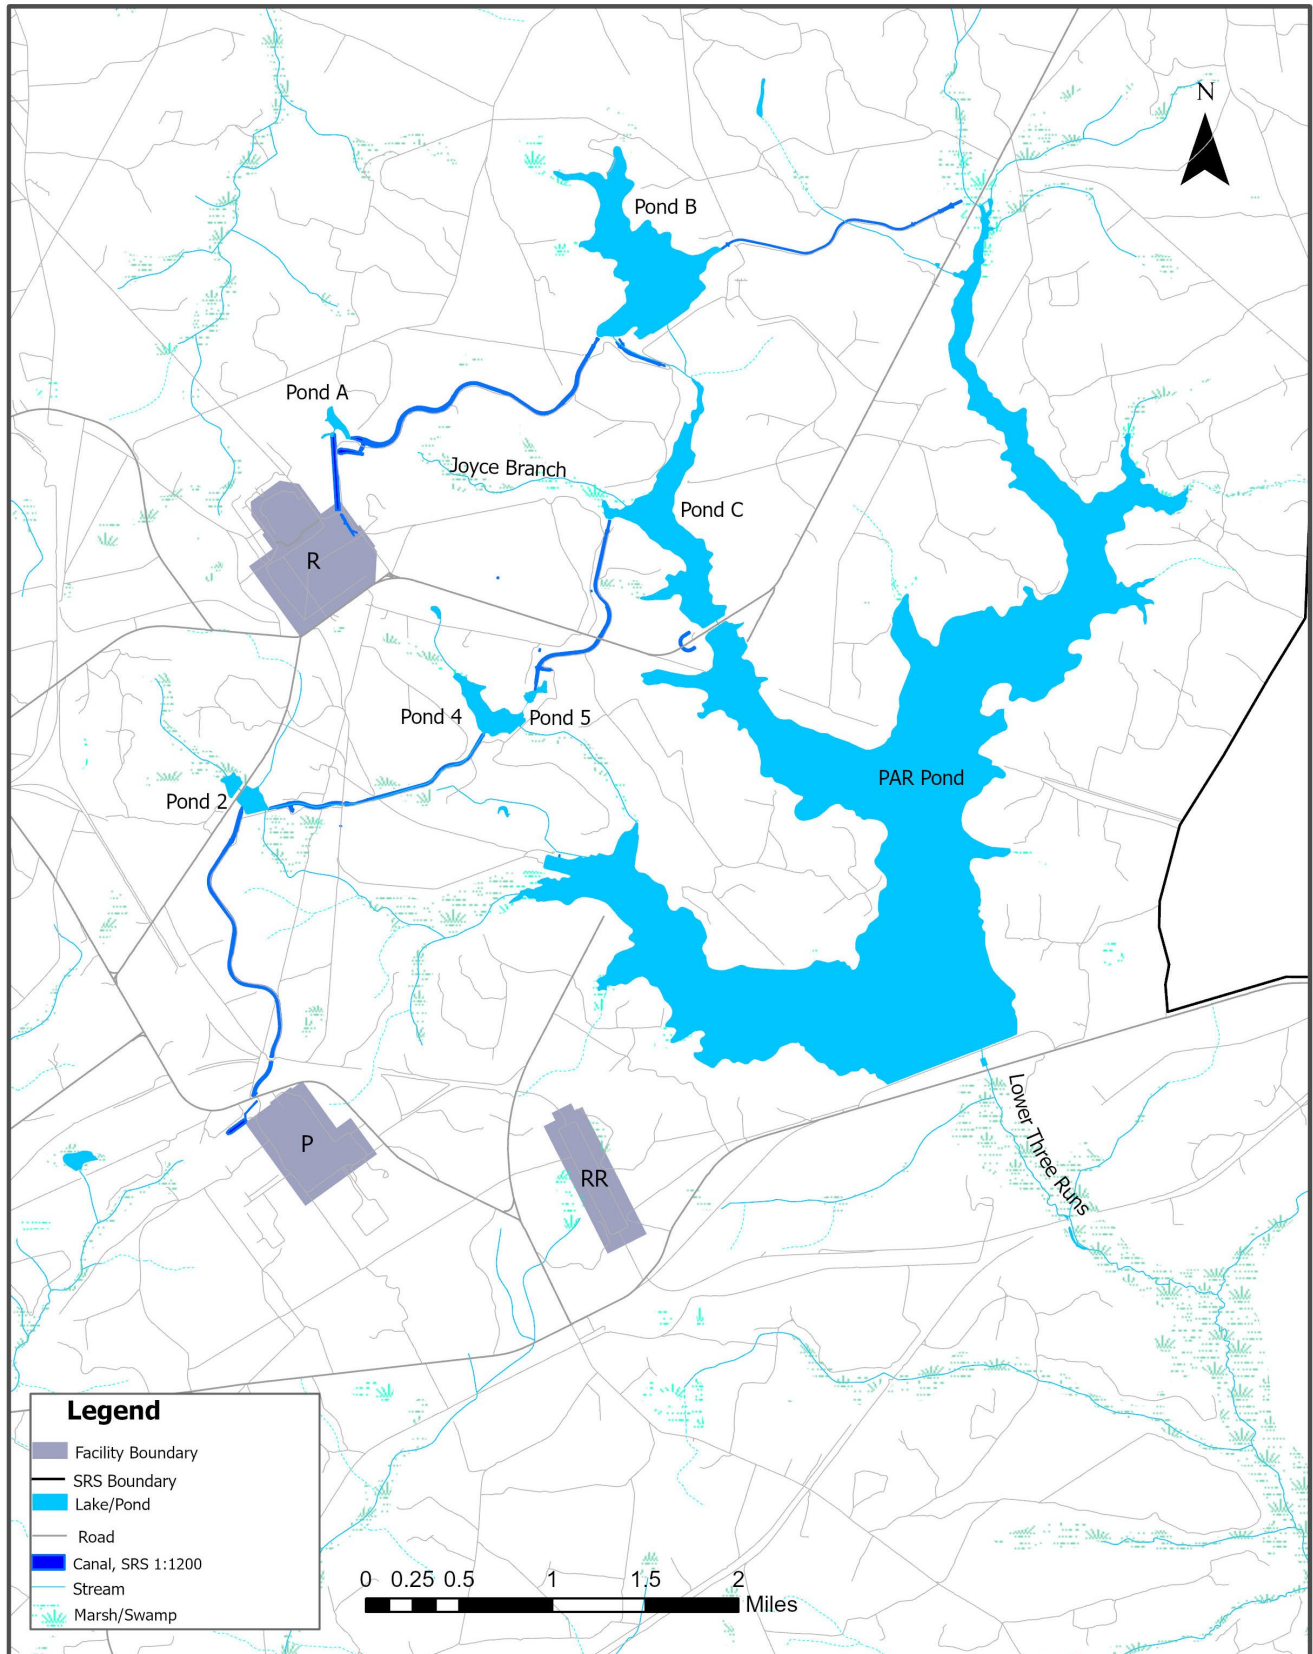 N
Pond B
Pond A
Joyce Branch
Pond C
R
Pond 4
Pond 5
PAR Pond
Pond 2
Lower Three Runs
P
RR
Legend
Facility Boundary
SRS Boundary
Lake/Pond
Road
Canal, SRS 1:1200
Stream
Marsh/Swamp
0 0.25 0.5 1 1.5 2
Miles